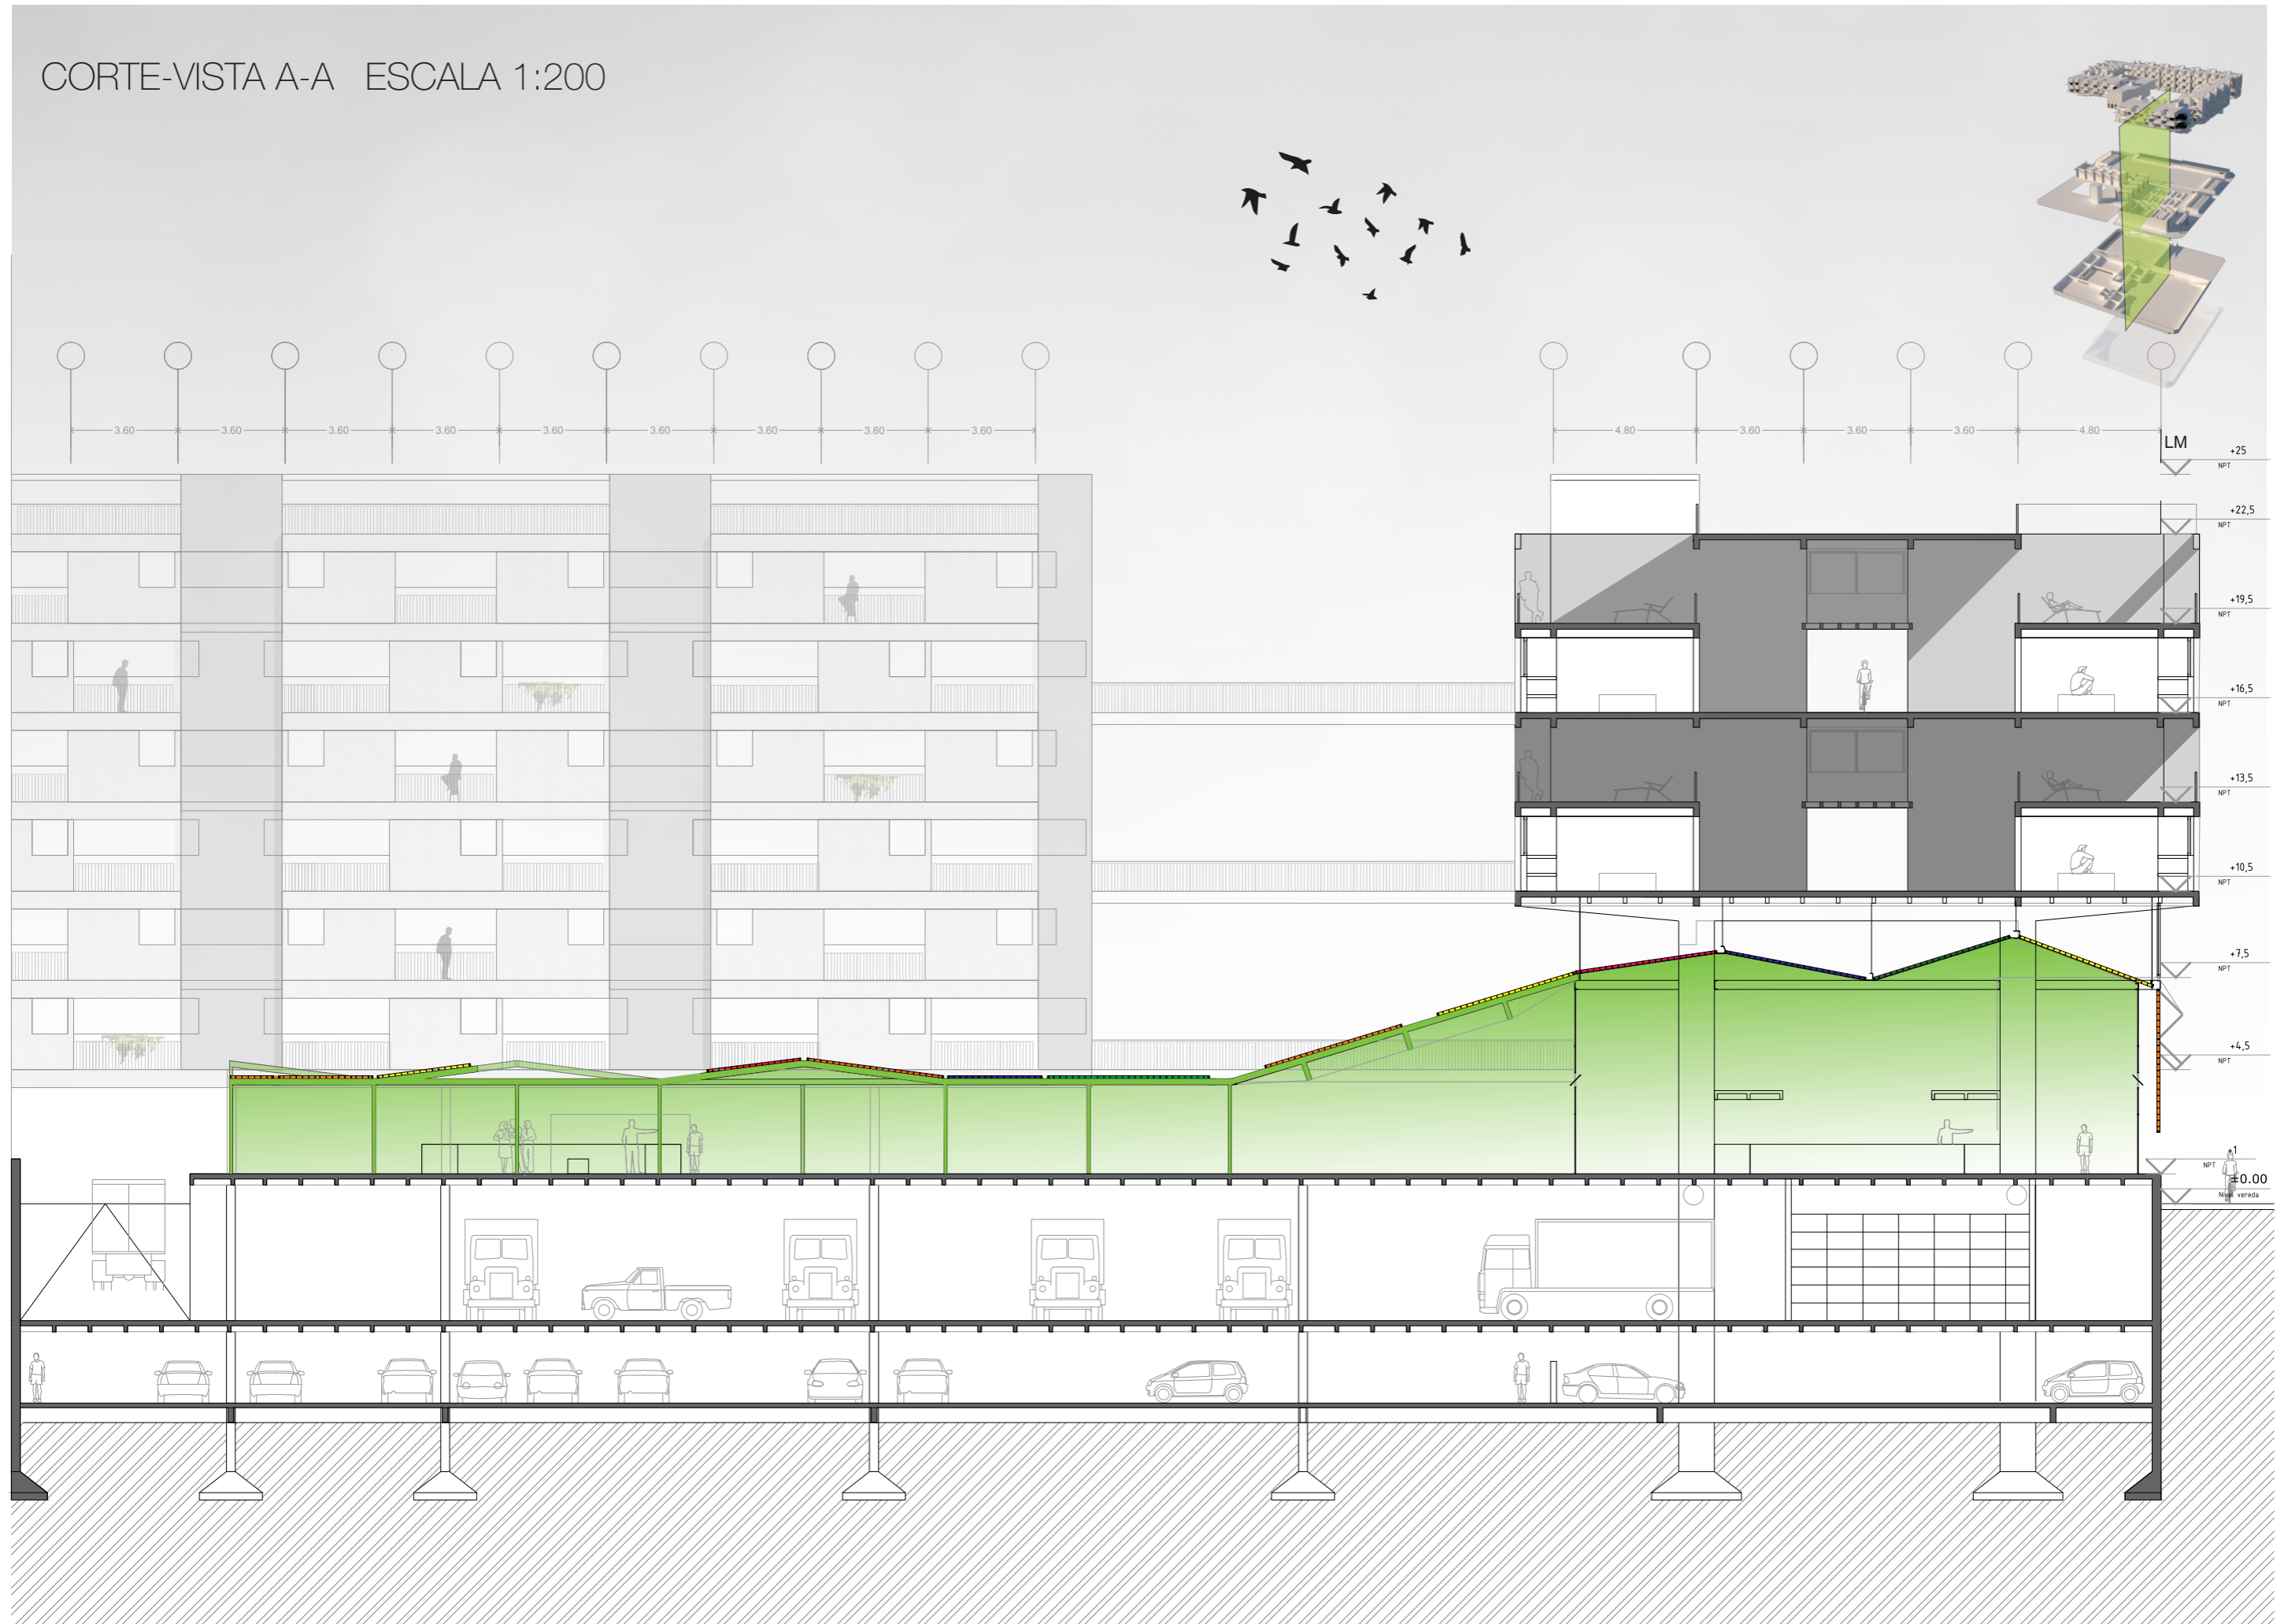 CORTE-VISTA A-A ESCALA 1:200
3.60 3.60 3.60 3.60 3.60 3.60 3.60 3.60 3.60 4.80 3.60 3.60 3.60 4.80
LM
+25
NPT
+22,5
NPT
+19,5
NPT
+16,5
NPT
+13,5
NPT
+10,5
NPT
+7,5
NPT
+4,5
NPT
+1
NPT
±0.00
Nivel vereda